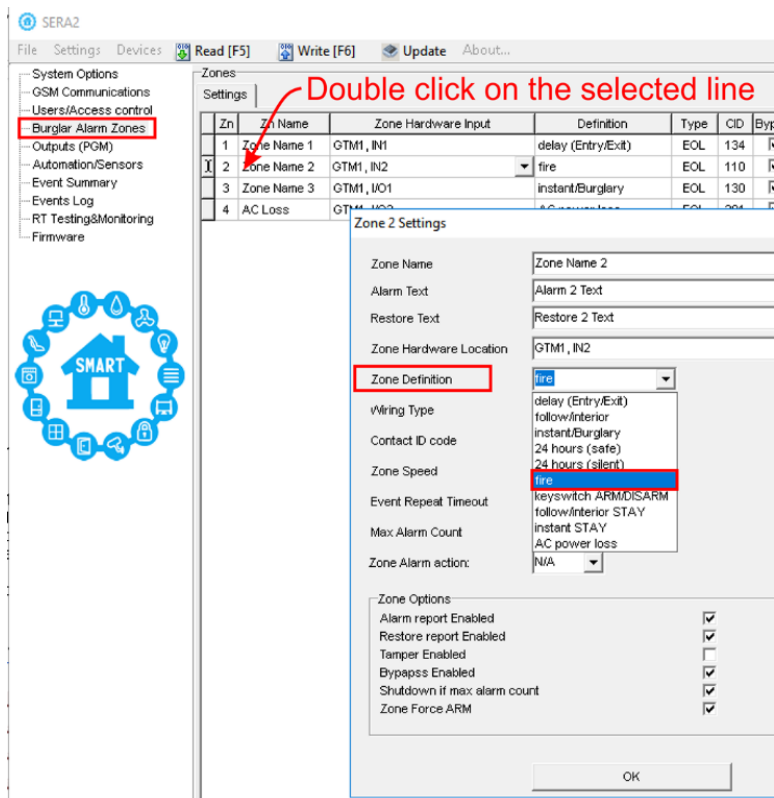 SERA2
File Settings Devices Read [F5] Write [F6] Update About...
System Options
GSM Communications
Users/Access control
Burglar Alarm Zones
Outputs (PGM)
Automation/Sensors
Event Summary
Events Log
RT Testing&Monitoring
Firmware
SMART
Zones
Settings
Double click on the selected line
Zn Zn Name Zone Hardware Input Definition Type CID Byp
1 Zone Name 1 GTM1, IN1 delay (Entry/Exit) EOL 134
2 Zone Name 2 GTM1, IN2 fire EOL 110
3 Zone Name 3 GTM1, I/O1 instant/Burglary EOL 130
4 AC Loss
Zone 2 Settings
Zone Name Zone Name 2
Alarm Text Alarm 2 Text
Restore Text Restore 2 Text
Zone Hardware Location GTM1, IN2
Zone Definition fire
Wiring Type
Contact ID code
Zone Speed
Event Repeat Timeout
Max Alarm Count
Zone Alarm action: N/A
delay (Entry/Exit)
follow/interior
instant/Burglary
24 hours (safe)
24 hours (silent)
fire
keyswitch ARM/DISARM
follow/interior STAY
instant STAY
AC power loss
Zone Options
Alarm report Enabled
Restore report Enabled
Tamper Enabled
Bypapss Enabled
Shutdown if max alarm count
Zone Force ARM
OK